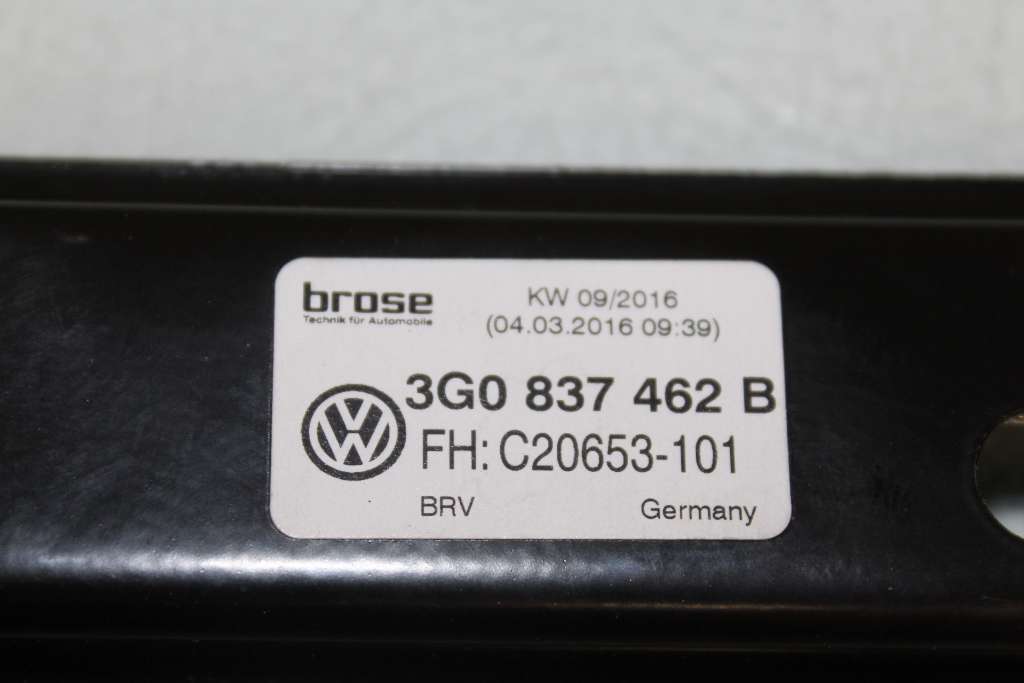 brose
Technik für Automobile
KW 09/2016
(04.03.2016 09:39)
3G0 837 462 B
FH: C20653-101
BRV Germany